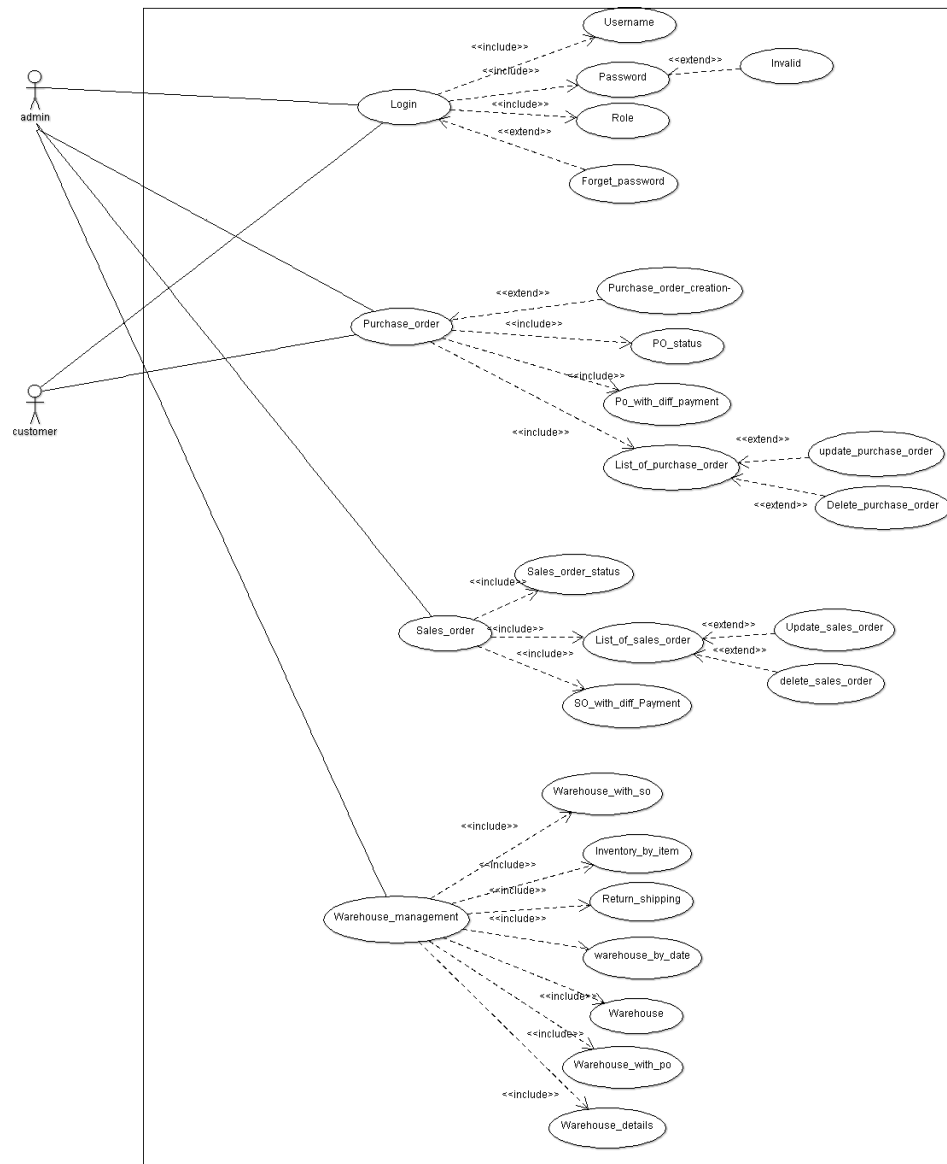 Username
<<include>>
<<include>>
<<extend>>
Invalid
Password
admin
Login
<<include>>
Role
<<extend>>
Forget_password
Purchase_order_creation-
<<extend>>
Purchase_order
<<include>>
PO_status
<<include>>
Po_with_diff_payment
customer
<<include>>
<<extend>>
update_purchase_order
List_of_purchase_order
<<extend>>
Delete_purchase_order
Sales_order_status
<<include>>
Sales_order
<<include>>
List_of_sales_order
<<extend>>
Update_sales_order
<<extend>>
<<include>>
delete_sales_order
SO_with_diff_Payment
Warehouse_with_so
<<include>>
Inventory_by_item
<<include>>
<<include>>
Return_shipping
Warehouse_management
<<include>>
warehouse_by_date
<<include>>
Warehouse
<<include>>
Warehouse_with_po
<<include>>
Warehouse_details